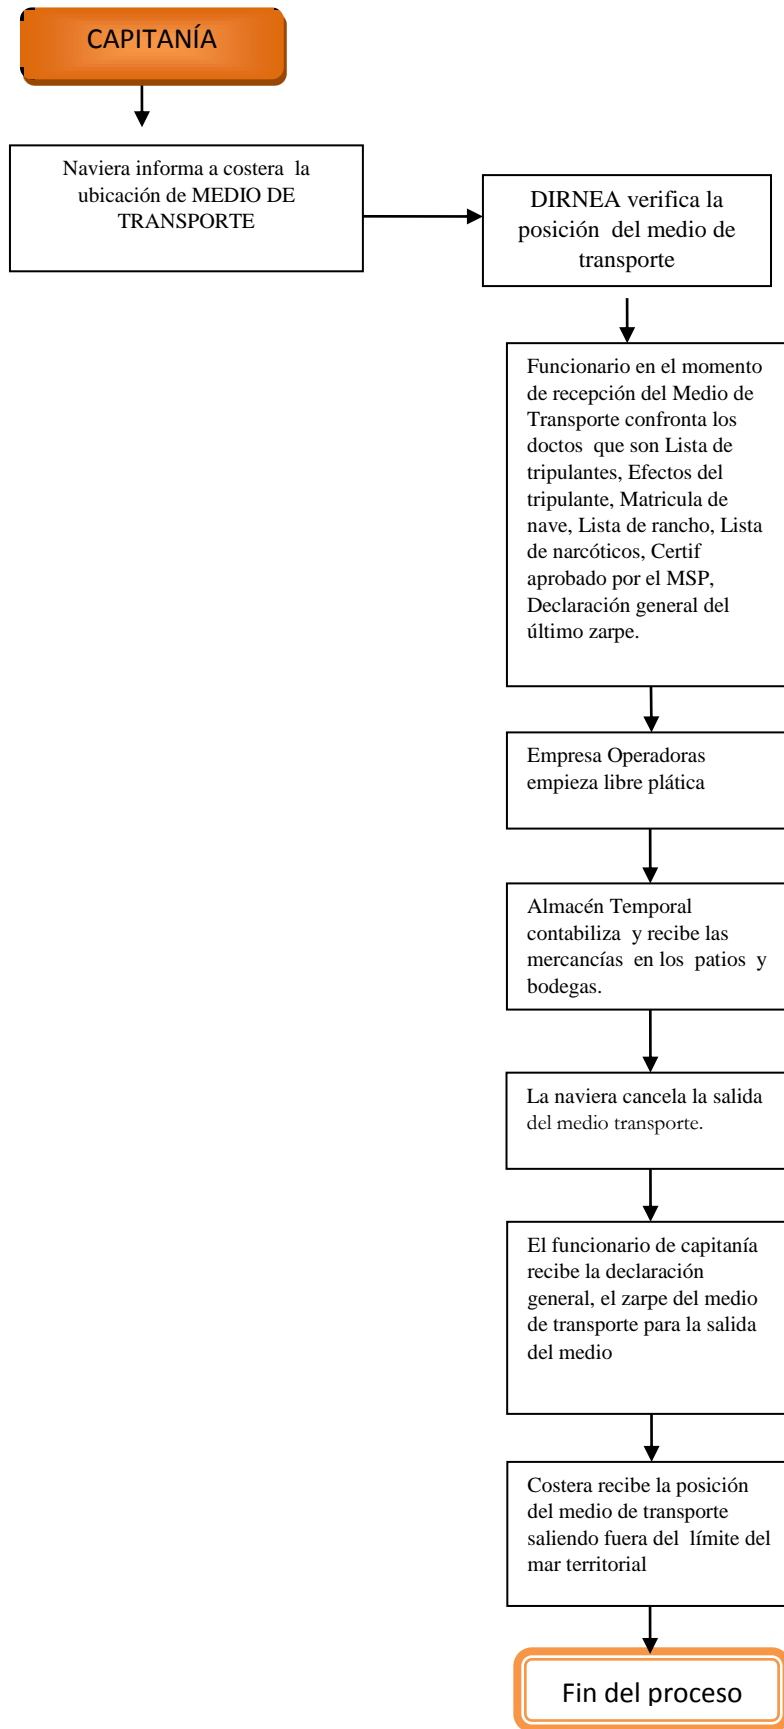 CAPITANÍA
Naviera informa a costera la
ubicación de MEDIO DE
TRANSPORTE
DIRNEA verifica la
posición del medio de
transporte
Funcionario en el momento
de recepción del Medio de
Transporte confronta los
doctos que son Lista de
tripulantes, Efectos del
tripulante, Matricula de
nave, Lista de rancho, Lista
de narcóticos, Certif
aprobado por el MSP,
Declaración general del
último zarpe.
Empresa Operadoras
empieza libre plática
Almacén Temporal
contabiliza y recibe las
mercancías en los patios y
bodegas.
La naviera cancela la salida
del medio transporte.
El funcionario de capitanía
recibe la declaración
general, el zarpe del medio
de transporte para la salida
del medio
Costera recibe la posición
del medio de transporte
saliendo fuera del límite del
mar territorial
Fin del proceso